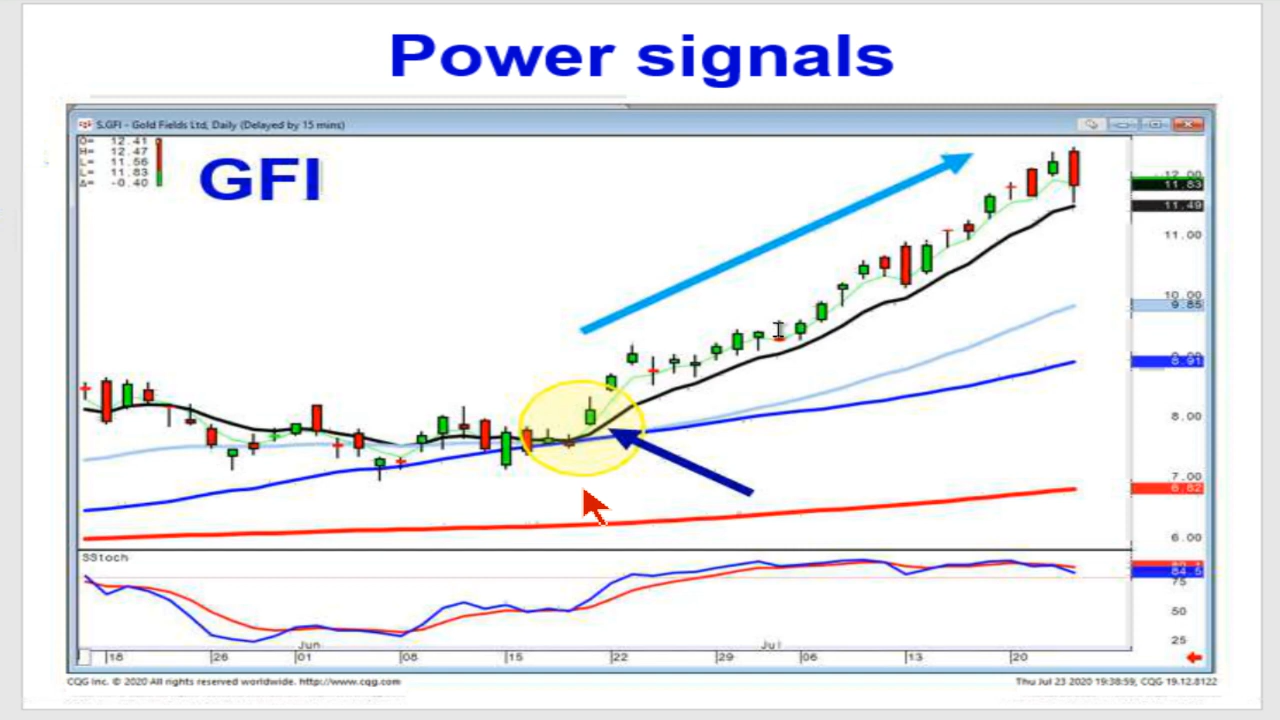 Power signals
S.GFI - Gold Fields Ltd, Daily (Delayed by 15 mins)
O= 12.41
H= 12.47
L= 11.56
L= 11.83
Δ= -0.40
GFI
12.00
11.83
11.49
11.00
10.00
9.85
8.91
8.00
7.00
6.82
6.00
SStoch
84.5
75
50
25
Jun
Jul
18
26
01
08
15
22
29
06
13
20
CQG Inc. © 2020 All rights reserved worldwide. http://www.cqg.com
Thu Jul 23 2020 19:38:59, CQG 19.12.8122